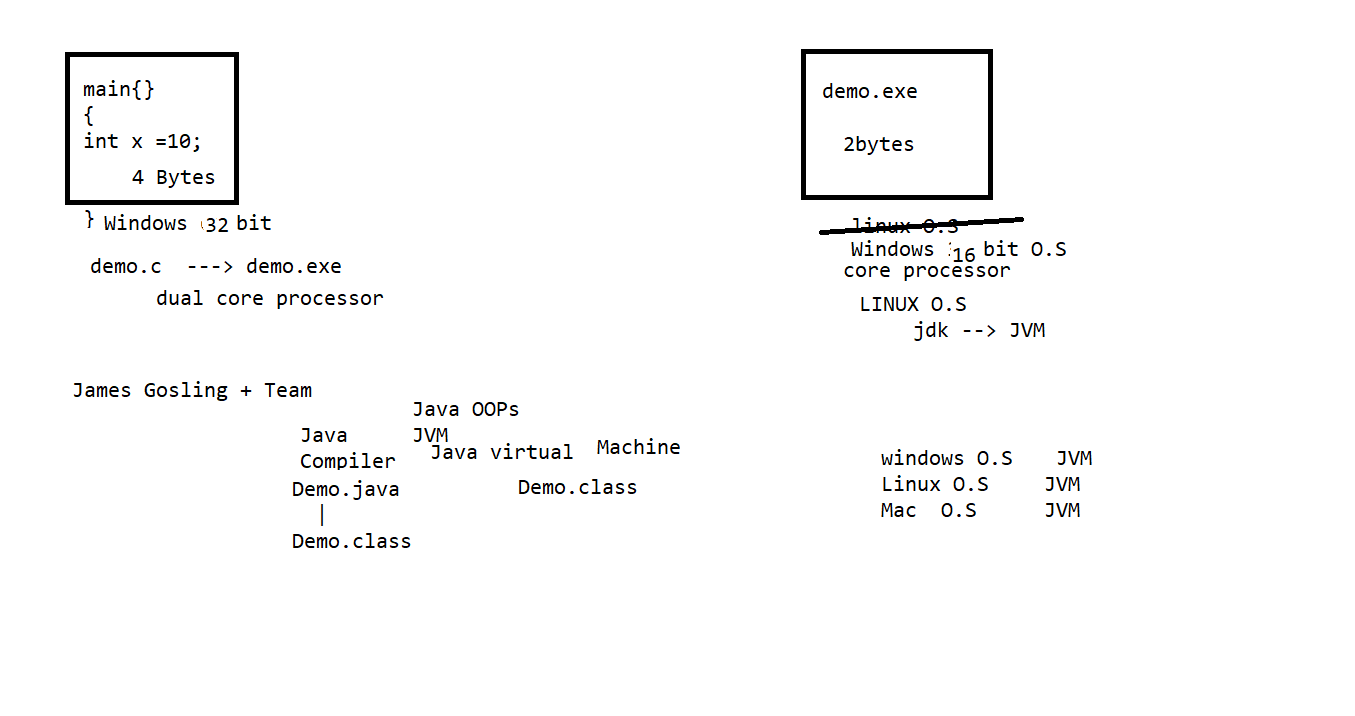 main{}
{
int x =10;
4 Bytes
}
Windows 32 bit
demo.c ---> demo.exe
dual core processor
demo.exe
2bytes
linux O.S
Windows 16 bit O.S
core processor
LINUX O.S
jdk --> JVM
James Gosling + Team
Java OOPs
Java
JVM
Compiler
Java virtual Machine
Demo.java
Demo.class
|
Demo.class
windows O.S JVM
Linux O.S JVM
Mac O.S JVM